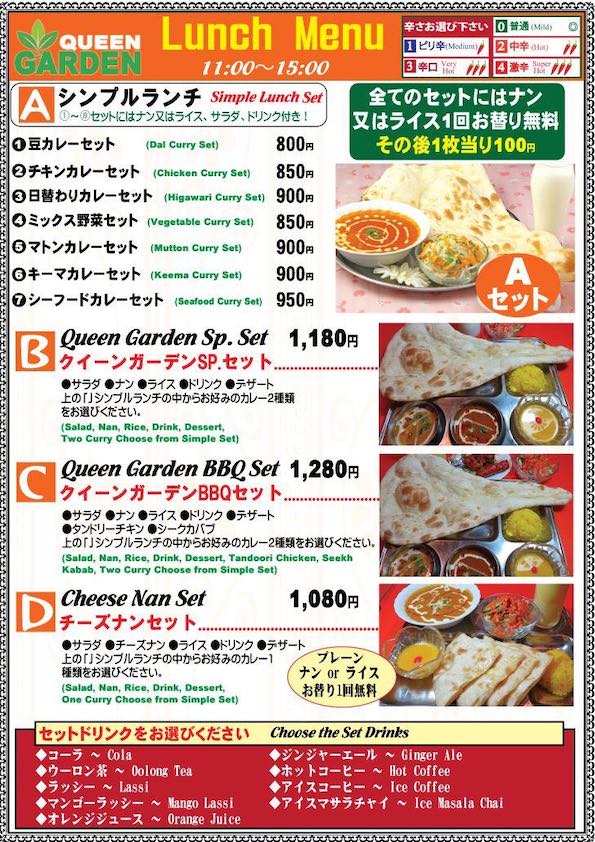 QUEEN
GARDEN
Lunch Menu
11:00～15:00
辛さお選び下さい
0 普通 (Mild) ◎
1 ピリ辛(Medium)
2 中辛 (Hot)
3 辛口 Very Hot
4 激辛 Super Hot
A シンプルランチ Simple Lunch Set
①～⑧セットにはナン又はライス、サラダ、ドリンク付き！
❶豆カレーセット (Dal Curry Set) 800円
❷チキンカレーセット (Chicken Curry Set) 850円
❸日替わりカレーセット (Higawari Curry Set) 900円
❹ミックス野菜セット (Vegetable Curry Set) 850円
❺マトンカレーセット (Mutton Curry Set) 900円
❻キーマカレーセット (Keema Curry Set) 900円
❼シーフードカレーセット (Seafood Curry Set) 950円
全てのセットにはナン
又はライス1回お替り無料
その後1枚当り100円
A
セット
B Queen Garden Sp. Set 1,180円
クイーンガーデンSP.セット
●サラダ ●ナン ●ライス ●ドリンク ●デザート
上の「」シンプルランチの中からお好みのカレー2種類
をお選びください。
(Salad, Nan, Rice, Drink, Dessert,
Two Curry Choose from Simple Set)
C Queen Garden BBQ Set 1,280円
クイーンガーデンBBQセット
●サラダ ●ナン ●ライス ●ドリンク ●デザート
●タンドリーチキン ●シークカバブ
上の「」シンプルランチの中からお好みのカレー2種類をお選びください。
(Salad, Nan, Rice, Drink, Dessert, Tandoori Chicken, Seekh
Kabab, Two Curry Choose from Simple Set)
D Cheese Nan Set 1,080円
チーズナンセット
●サラダ ●チーズナン ●ライス ●ドリンク ●デザート
上の「」シンプルランチの中からお好みのカレー1
種類をお選びください。
(Salad, Nan, Rice, Drink, Dessert,
One Curry Choose from Simple Set)
プレーン
ナン or ライス
お替り1回無料
セットドリンクをお選びください Choose the Set Drinks
◆コーラ ～ Cola
◆ウーロン茶 ～ Oolong Tea
◆ラッシー ～ Lassi
◆マンゴーラッシー ～ Mango Lassi
◆オレンジジュース ～ Orange Juice
◆ジンジャーエール ～ Ginger Ale
◆ホットコーヒー ～ Hot Coffee
◆アイスコーヒー ～ Ice Coffee
◆アイスマサラチャイ ～ Ice Masala Chai